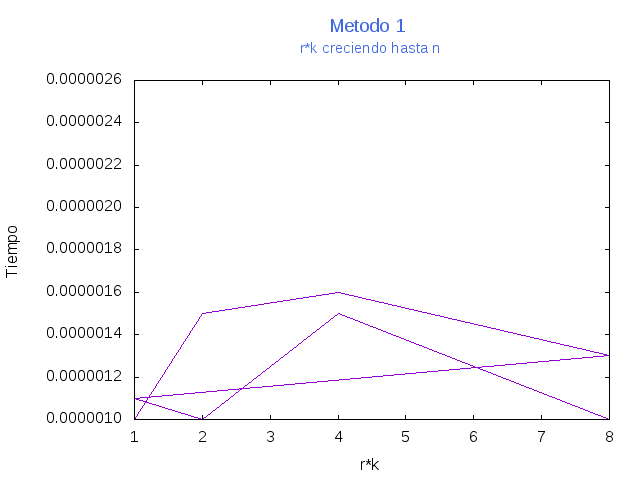 Metodo 1
r*k creciendo hasta n
0.0000026
0.0000024
0.0000022
0.0000020
0.0000018
0.0000016
0.0000014
0.0000012
0.0000010
Tiempo
1 2 3 4 5 6 7 8
r*k